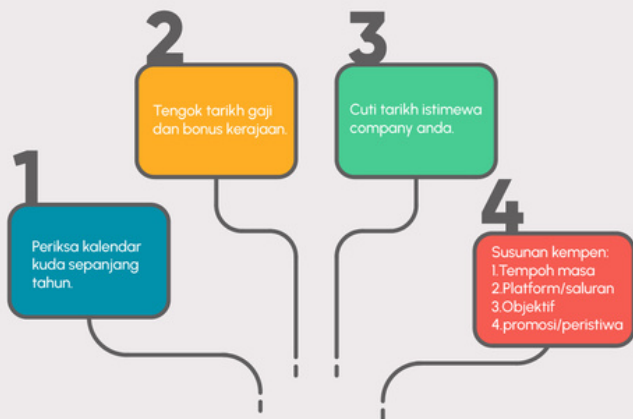 1
Periksa kalendar
kuda sepanjang
tahun.
2
Tengok tarikh gaji
dan bonus kerajaan.
3
Cuti tarikh istimewa
company anda.
4
Susunan kempen:
1.Tempoh masa
2.Platform/saluran
3.Objektif
4.promosi/peristiwa